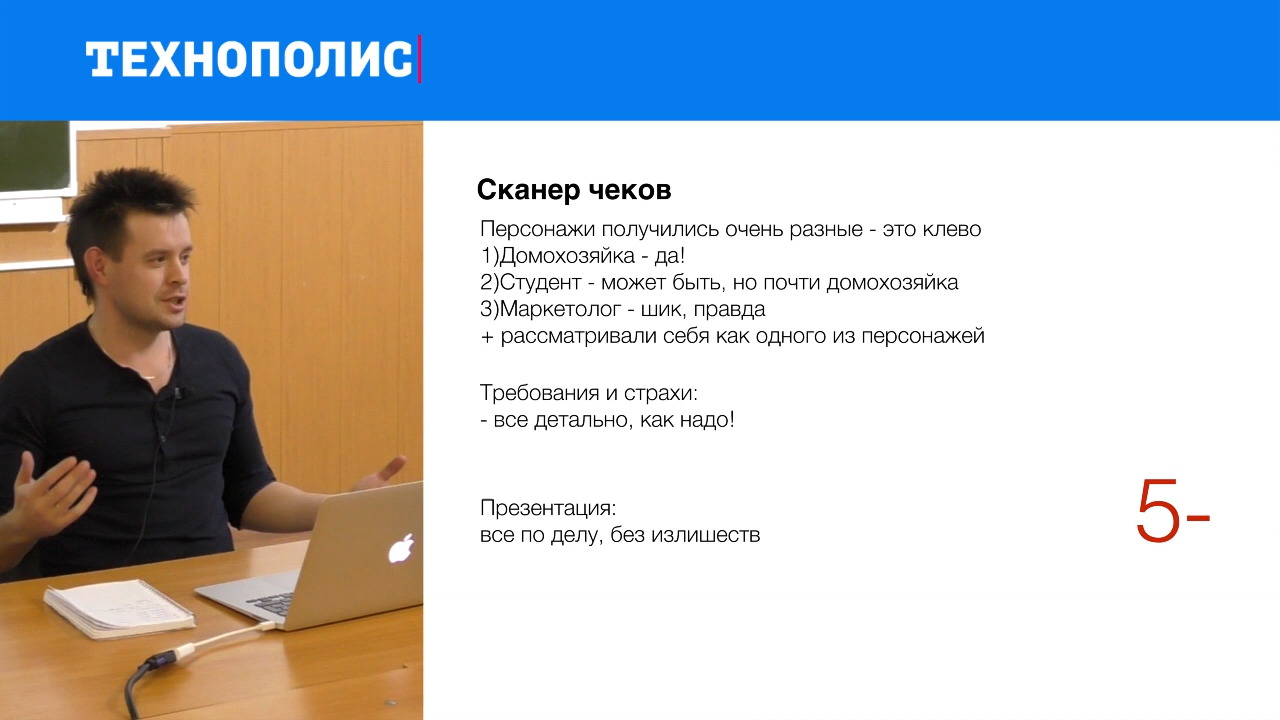 ТЕХНОПОЛИС
Сканер чеков
Персонажи получились очень разные - это клево
1)Домохозяйка - да!
2)Студент - может быть, но почти домохозяйка
3)Маркетолог - шик, правда
+ рассматривали себя как одного из персонажей
Требования и страхи:
- все детально, как надо!
Презентация:
все по делу, без излишеств
5-